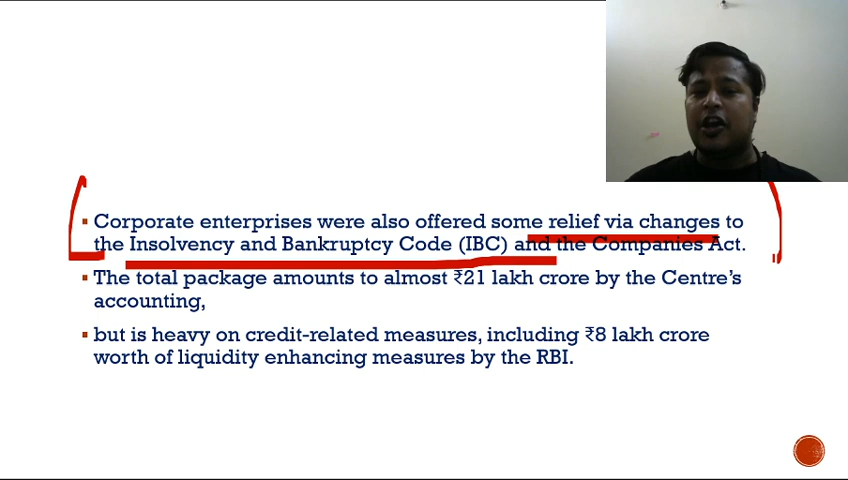 Corporate enterprises were also offered some relief via changes to
the Insolvency and Bankruptcy Code (IBC) and the Companies Act.
The total package amounts to almost ₹21 lakh crore by the Centre's
accounting,
but is heavy on credit-related measures, including ₹8 lakh crore
worth of liquidity enhancing measures by the RBI.